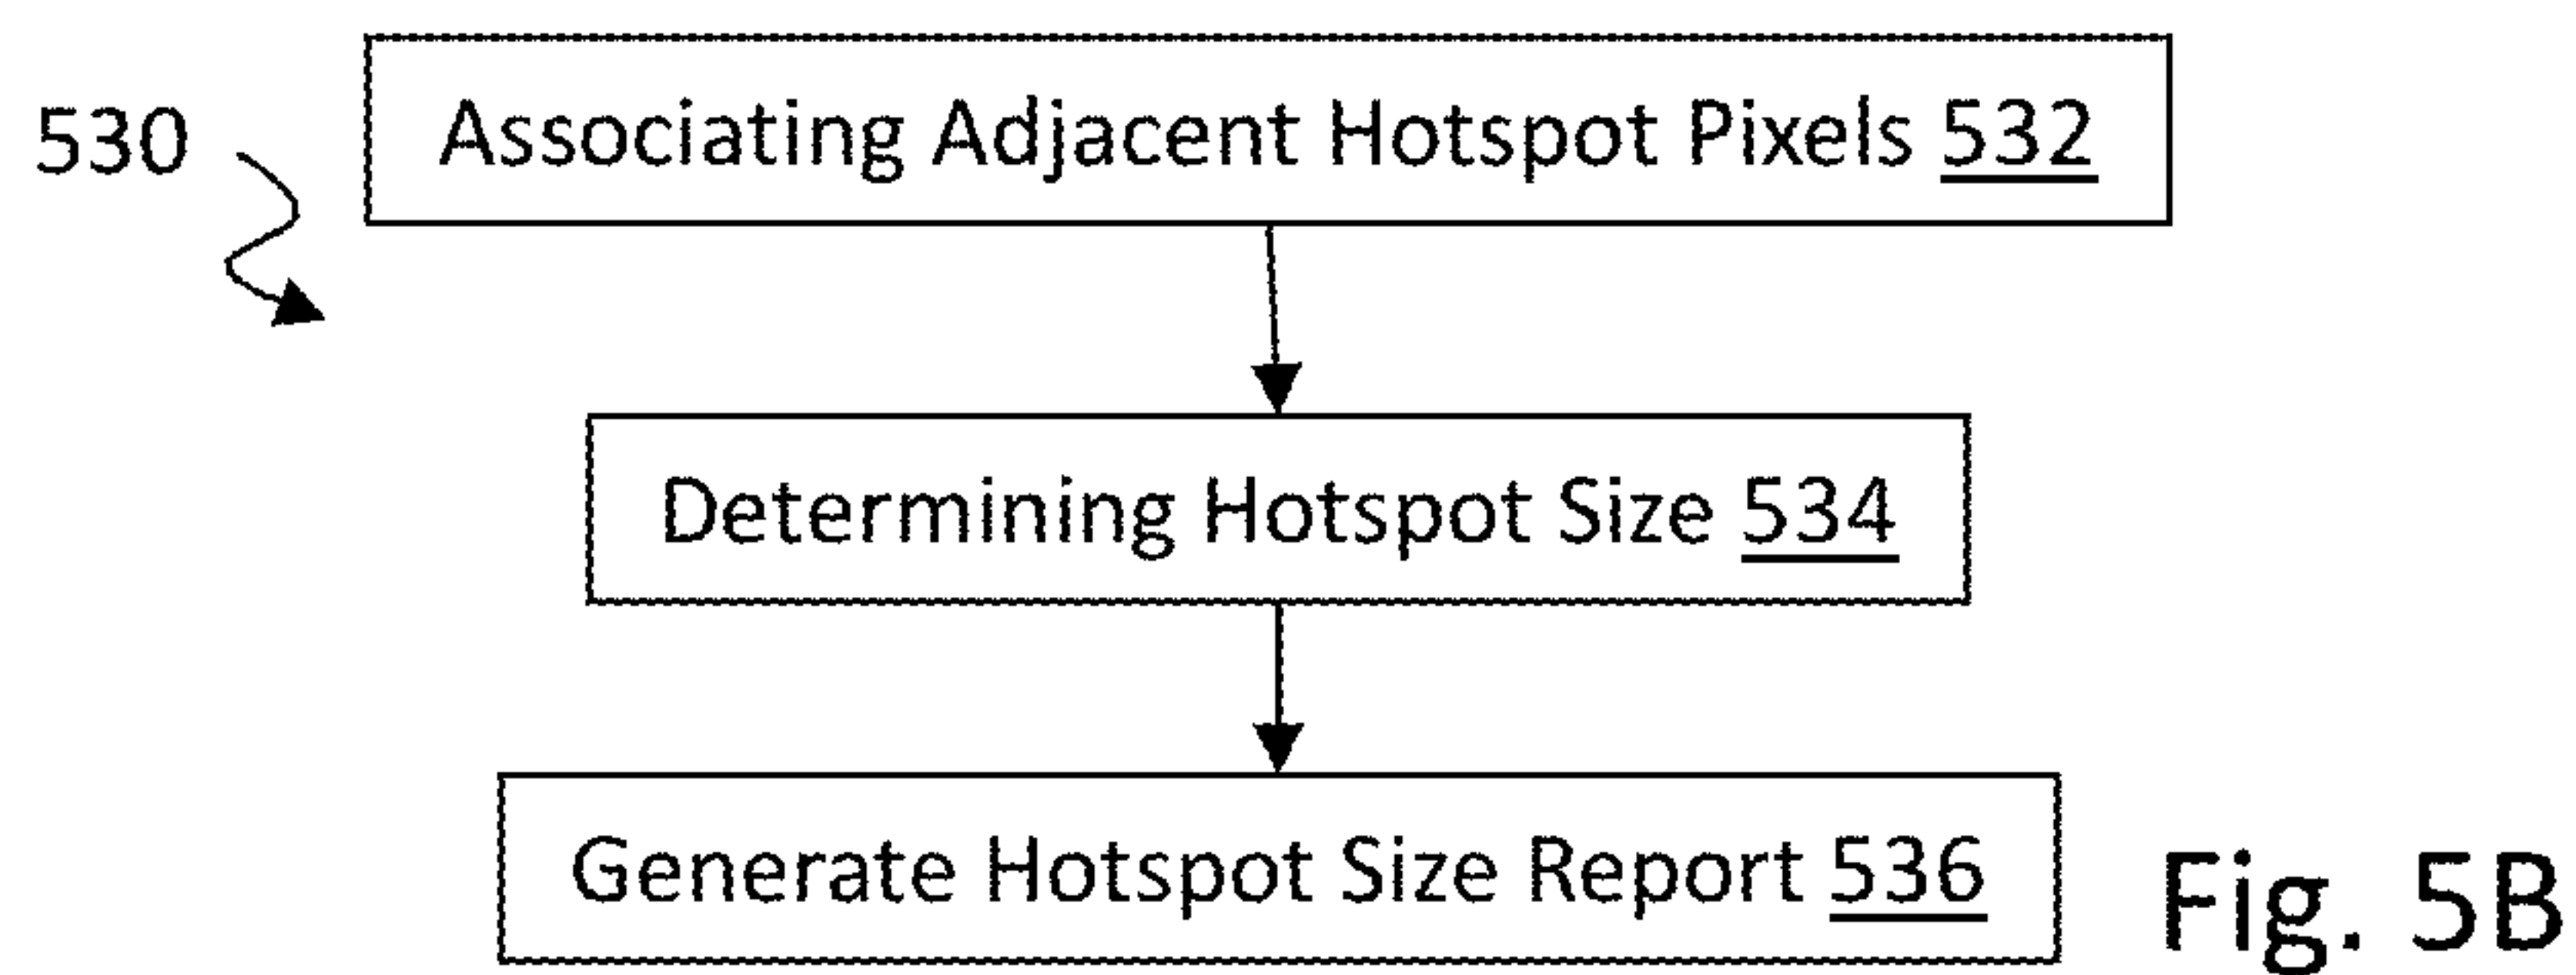 530
Associating Adjacent Hotspot Pixels 532
Determining Hotspot Size 534
Generate Hotspot Size Report 536
Fig. 5B